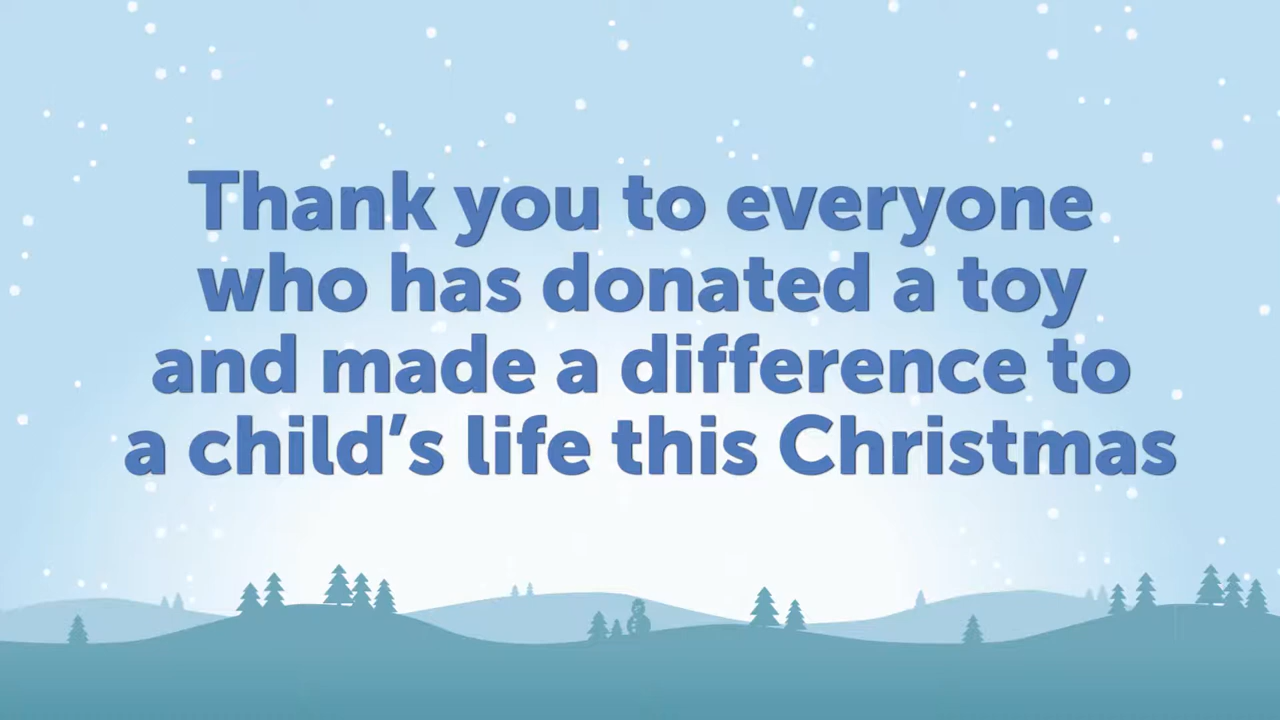 Thank you to everyone
who has donated a toy
and made a difference to
a child’s life this Christmas